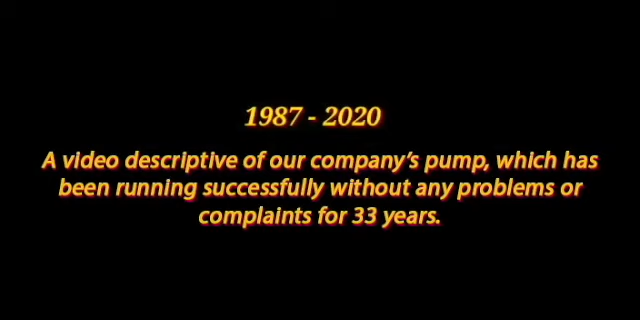 1987 - 2020
A video descriptive of our company's pump, which has
been running successfully without any problems or
complaints for 33 years.